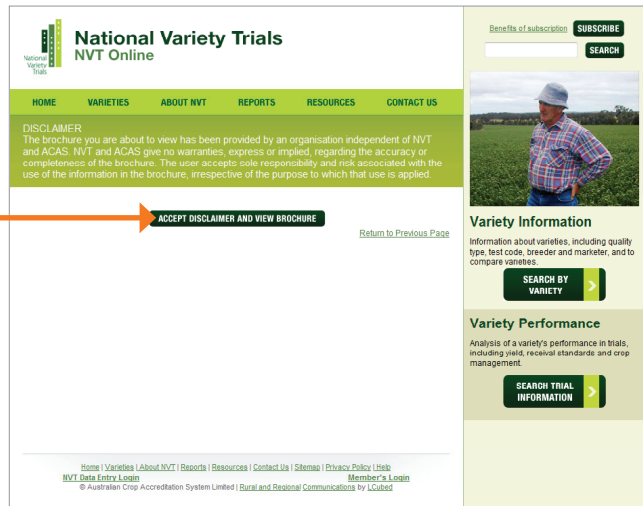 National
Variety
Trials
National Variety Trials
NVT Online
Benefits of subscription SUBSCRIBE
SEARCH
HOME VARIETIES ABOUT NVT REPORTS RESOURCES CONTACT US
DISCLAIMER
The brochure you are about to view has been provided by an organisation independent of NVT
and ACAS. NVT and ACAS give no warranties, express or implied, regarding the accuracy or
completeness of the brochure. The user accepts sole responsibility and risk associated with the
use of the information in the brochure, irrespective of the purpose to which that use is applied.
ACCEPT DISCLAIMER AND VIEW BROCHURE
Return to Previous Page
Variety Information
Information about varieties, including quality
type, test code, breeder and marketer, and to
compare varieties.
SEARCH BY
VARIETY
Variety Performance
Analysis of a variety's performance in trials,
including yield, receival standards and crop
management.
SEARCH TRIAL
INFORMATION
Home | Varieties | About NVT | Reports | Resources | Contact Us | Sitemap | Privacy Policy | Help
NVT Data Entry Login Member's Login
© Australian Crop Accreditation System Limited | Rural and Regional Communications by LCubed